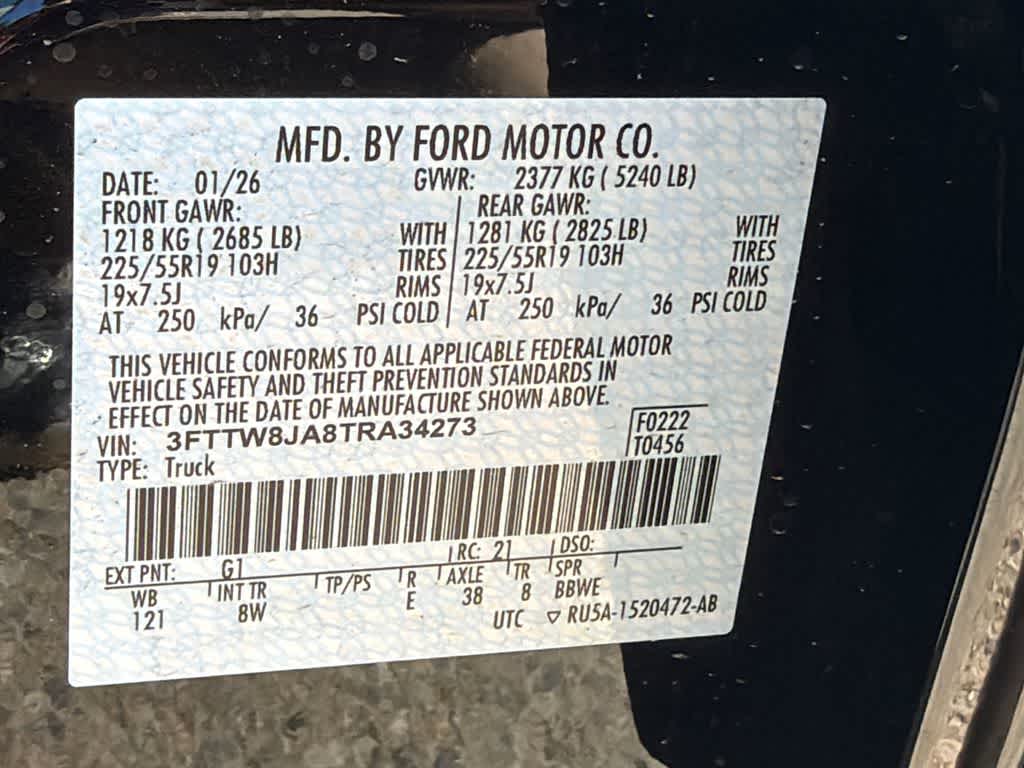 MFD. BY FORD MOTOR CO.
DATE: 01/26 GVWR: 2377 KG ( 5240 LB)
FRONT GAWR: REAR GAWR:
1218 KG ( 2685 LB) WITH 1281 KG ( 2825 LB) WITH
225/55R19 103H TIRES 225/55R19 103H TIRES
19x7.5J RIMS 19x7.5J RIMS
AT 250 kPa/ 36 PSI COLD AT 250 kPa/ 36 PSI COLD
THIS VEHICLE CONFORMS TO ALL APPLICABLE FEDERAL MOTOR
VEHICLE SAFETY AND THEFT PREVENTION STANDARDS IN
EFFECT ON THE DATE OF MANUFACTURE SHOWN ABOVE.
VIN: 3FTTW8JA8TRA34273 F0222
TYPE: Truck T0456
EXT PNT: G1 RC: 21 DSO:
WB INT TR TP/PS R AXLE TR SPR
121 8W E 38 8 BBWE
UTC ▽ RU5A-1520472-AB